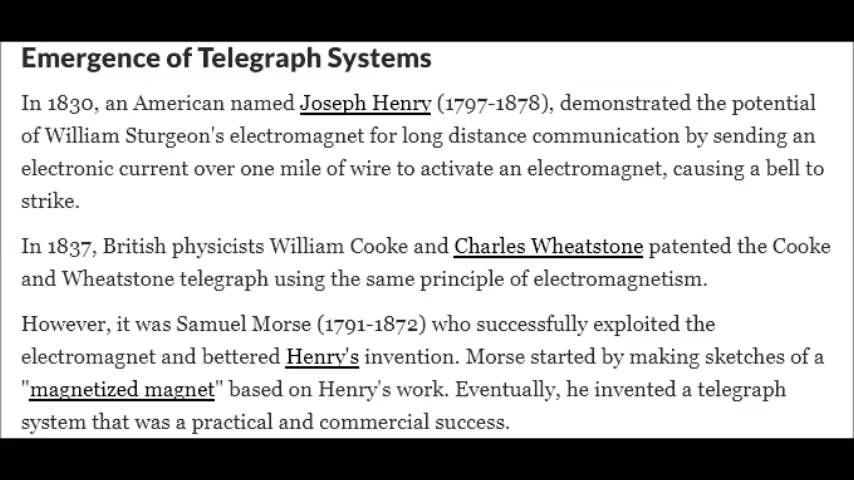 Emergence of Telegraph Systems
In 1830, an American named Joseph Henry (1797-1878), demonstrated the potential
of William Sturgeon's electromagnet for long distance communication by sending an
electronic current over one mile of wire to activate an electromagnet, causing a bell to
strike.
In 1837, British physicists William Cooke and Charles Wheatstone patented the Cooke
and Wheatstone telegraph using the same principle of electromagnetism.
However, it was Samuel Morse (1791-1872) who successfully exploited the
electromagnet and bettered Henry's invention. Morse started by making sketches of a
"magnetized magnet" based on Henry's work. Eventually, he invented a telegraph
system that was a practical and commercial success.